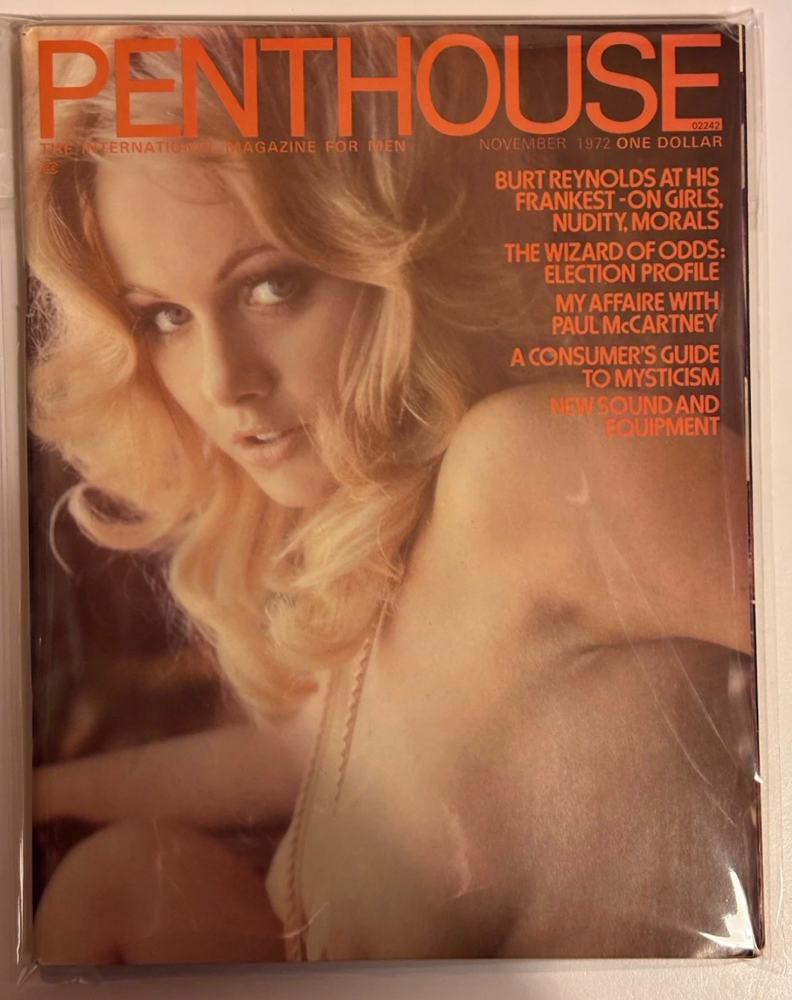 PENTHOUSE
02242
THE INTERNATIONAL MAGAZINE FOR MEN
NOVEMBER 1972 ONE DOLLAR
BURT REYNOLDS AT HIS
FRANKEST - ON GIRLS,
NUDITY, MORALS
THE WIZARD OF ODDS:
ELECTION PROFILE
MY AFFAIRE WITH
PAUL McCARTNEY
A CONSUMER'S GUIDE
TO MYSTICISM
NEW SOUND AND
EQUIPMENT